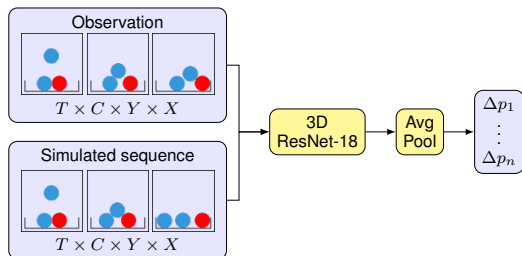 Observation
T × C × Y × X
Simulated sequence
T × C × Y × X
3D
ResNet-18
Avg
Pool
Δp₁
⋮
Δpₙ